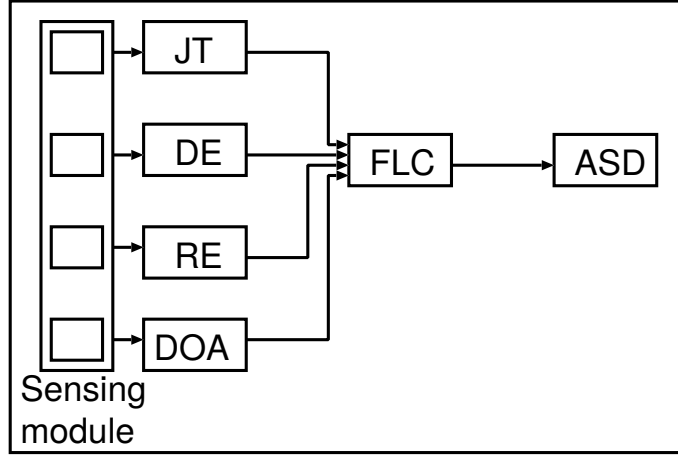 JT
DE
FLC
ASD
RE
DOA
Sensing
module